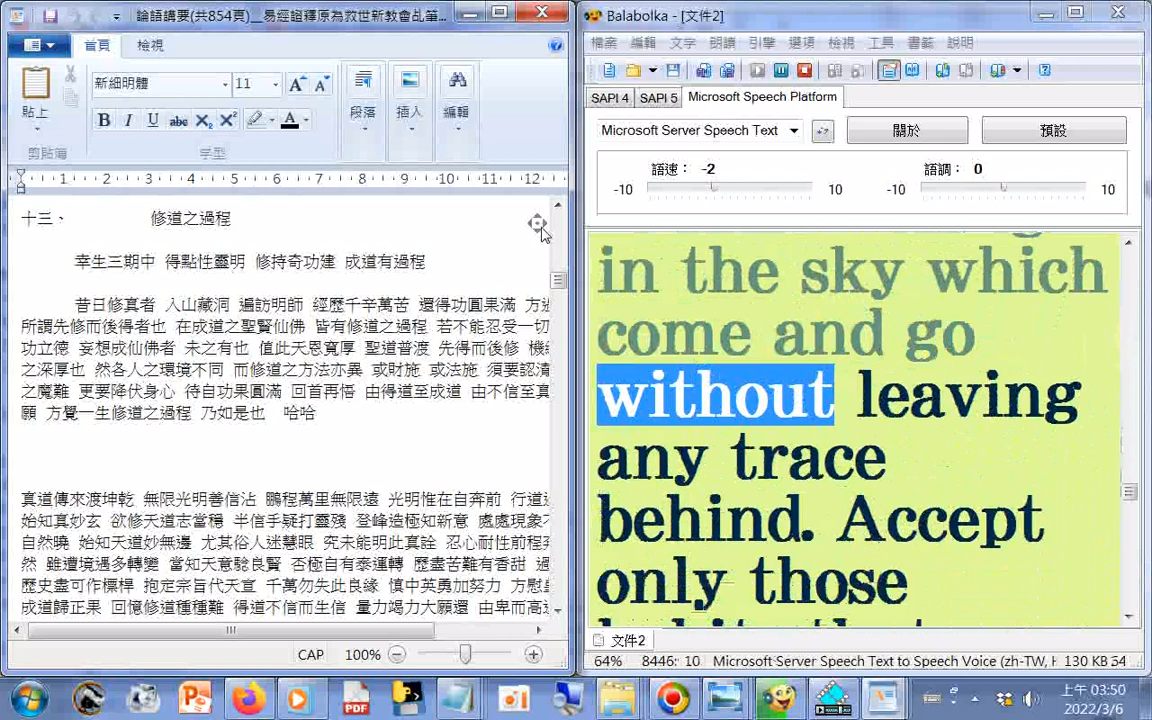 論語講要(共854頁)__易經證釋原為救世新教會乩筆...
首頁
檢視
貼上
剪貼簿
新細明體
11
B I U abc X₂ X²
A
字型
段落
插入
編輯
1 2 3 4 5 6 7 8 9 10 11 12
十三、 修道之過程
幸生三期中 得點性靈明 修持奇功建 成道有過程
昔日修真者 入山藏洞 遍訪明師 經歷千辛萬苦 還得功圓果滿 方
所謂先修而後得者也 在成道之聖賢仙佛 皆有修道之過程 若不能忍受一切
功立德 妄想成仙佛者 未之有也 值此天恩寬厚 聖道普渡 先得而後修
之深厚也 然各人之環境不同 而修道之方法亦異 或財施 或法施 須要認清
之魔難 更要降伏身心 待自功果圓滿 回首再悟 由得道至成道 由不信至真
願 方覺一生修道之過程 乃如是也 哈哈
真道傳來渡坤乾 無限光明善信沾 鵬程萬里無限遠 光明惟在自奔前 行道
始知真妙玄 欲修天道志當穩 半信手疑打靈殘 登峰造極知新意 處處現象
自然曉 始知天道妙無邊 尤其俗人迷慧眼 究未能明此真詮 忍心耐性前程
然 雖遭境遇多轉變 當知天意驗良賢 否極自有泰運轉 歷盡苦難有香甜
歷史盡可作標桿 抱定宗旨代天宣 千萬勿失此良緣 慎中英勇加努力 方慰
成道歸正果 回憶修道種種難 得道不信而生信 量力竭力大願還 由卑而高
CAP 100%
Balabolka - [文件2]
檔案 編輯 文字 朗讀 引擎 選項 檢視 工具 書籤 說明
SAPI 4 SAPI 5 Microsoft Speech Platform
Microsoft Server Speech Text
關於
預設
語速: -2
語調: 0
-10 10 -10 10
in the sky which
come and go
without leaving
any trace
behind. Accept
only those
文件2
64% 8446: 10 Microsoft Server Speech Text to Speech Voice (zh-TW, H 130 KB 54
PDF
上午 03:50
2022/3/6